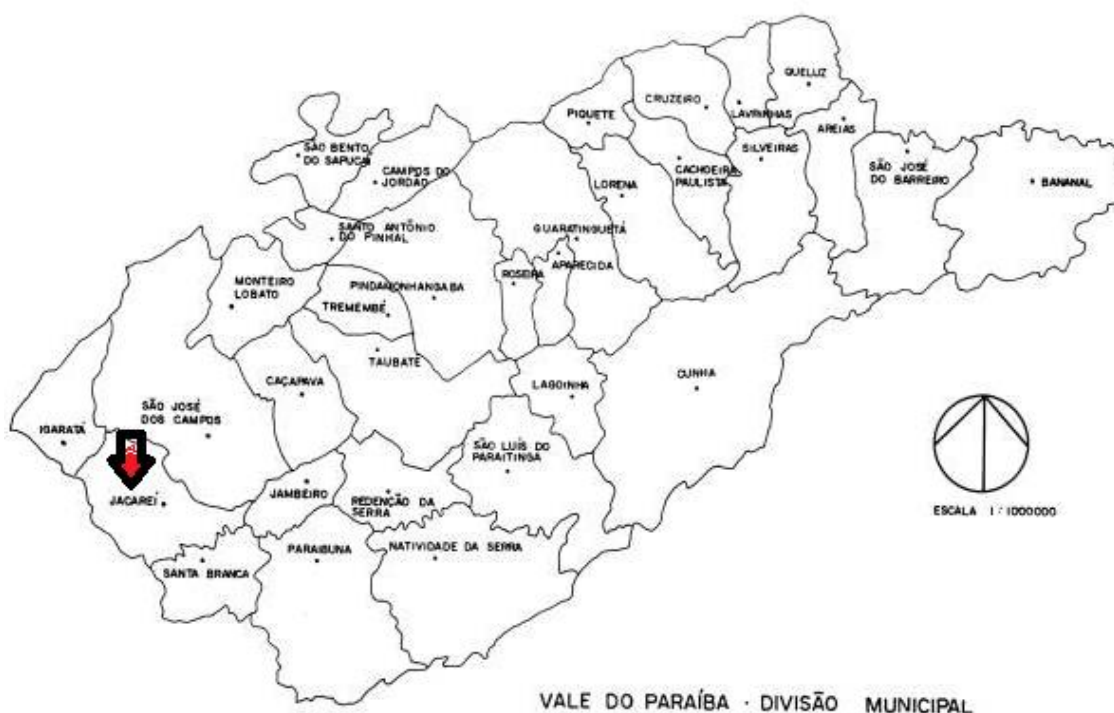 QUELUZ
CRUZEIRO
LAVRINHAS
PIQUETE
AREIAS
SÃO BENTO
DO SAPUCAÍ
SILVEIRAS
CAMPOS DO
JORDÃO
CACHOEIRA
PAULISTA
SÃO JOSÉ
DO BARREIRO
BANANAL
LORENA
SANTO ANTÔNIO
DO PINHAL
GUARATINGUETÁ
APARECIDA
ROSEIRA
MONTEIRO
LOBATO
PINDAMONHANGABA
TREMEMBÉ
TAUBATÉ
CAÇAPAVA
LAGOINHA
CUNHA
SÃO JOSÉ
DOS CAMPOS
IGARATÁ
SÃO LUÍS DO
PARAITINGA
JACAREÍ
JAMBEIRO
REDENÇÃO DA
SERRA
ESCALA 1:1000000
SANTA BRANCA
PARAIBUNA
NATIVIDADE DA SERRA
VALE DO PARAÍBA · DIVISÃO MUNICIPAL